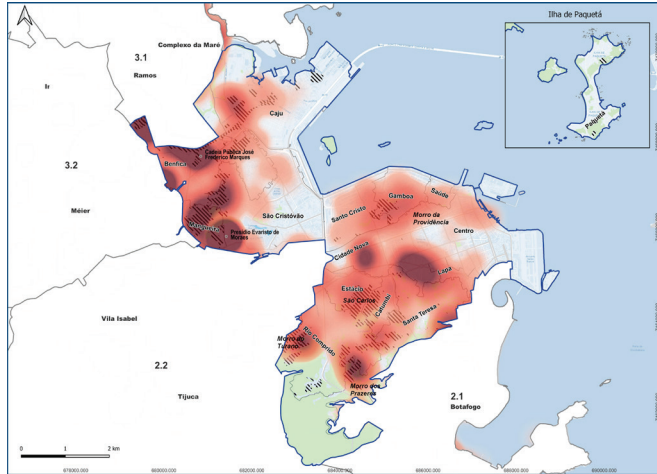 Ilha de Paquetá
Paquetá
Complexo da Maré
3.1
Ramos
Ir
Caju
3.2
Cadeia Pública José
Frederico Marques
Benfica
Méier
São Cristóvão
Mangueira
Presídio Evaristo de
Moraes
Santo Cristo
Gamboa
Saúde
Morro da
Providência
Centro
Cidade Nova
Lapa
Estácio
São Carlos
Catumbi
Santa Teresa
Vila Isabel
Rio Comprido
Morro do
Turano
2.2
Tijuca
Morro dos
Prazeres
2.1
Botafogo
0 1 2 km